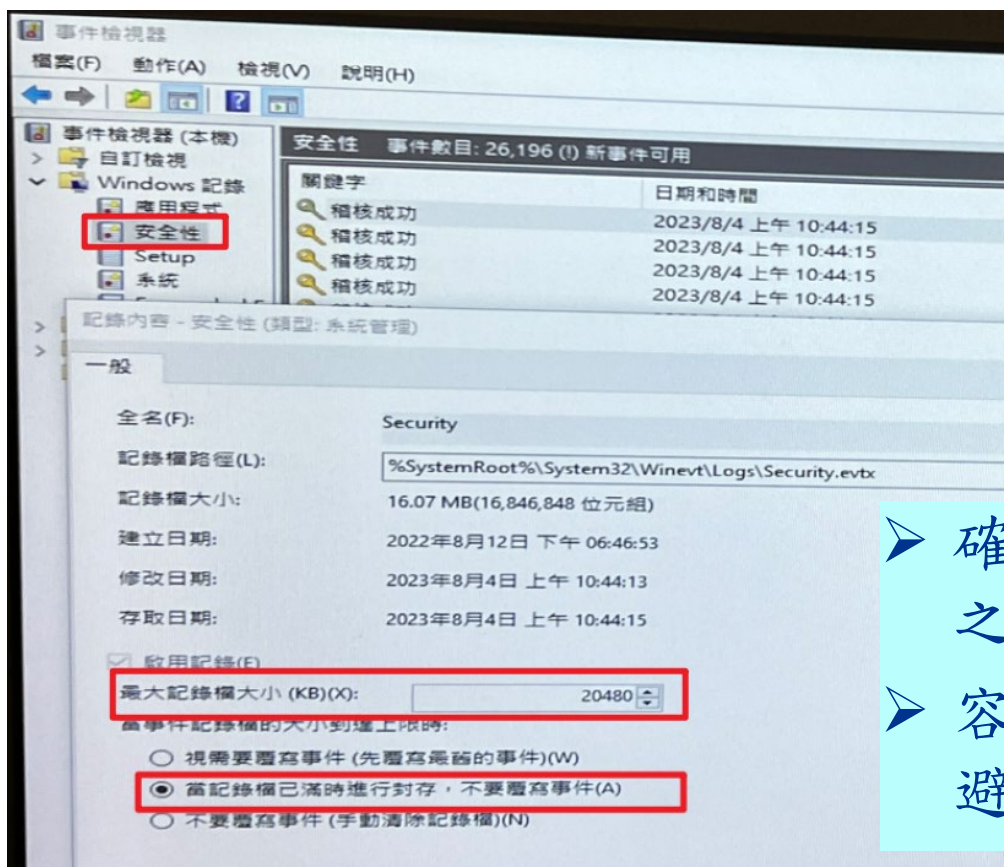 事件檢視器
檔案(F) 動作(A) 檢視(V) 說明(H)
事件檢視器 (本機)
自訂檢視
Windows 記錄
應用程式
安全性
Setup
系統
安全性 事件數目: 26,196 (!) 新事件可用
關鍵字 日期和時間
稽核成功 2023/8/4 上午 10:44:15
稽核成功 2023/8/4 上午 10:44:15
稽核成功 2023/8/4 上午 10:44:15
稽核成功 2023/8/4 上午 10:44:15
記錄內容 - 安全性 (類型: 系統管理)
一般
全名(F): Security
記錄檔路徑(L): %SystemRoot%\System32\Winevt\Logs\Security.evtx
記錄檔大小: 16.07 MB(16,846,848 位元組)
建立日期: 2022年8月12日 下午 06:46:53
修改日期: 2023年8月4日 上午 10:44:13
存取日期: 2023年8月4日 上午 10:44:15
啟用記錄(E)
最大記錄檔大小 (KB)(X): 20480
當事件記錄檔的大小到達上限時:
視需要覆寫事件 (先覆寫最舊的事件)(W)
當記錄檔已滿時進行封存，不要覆寫事件(A)
不要覆寫事件 (手動清除記錄檔)(N)
確
之
容
避